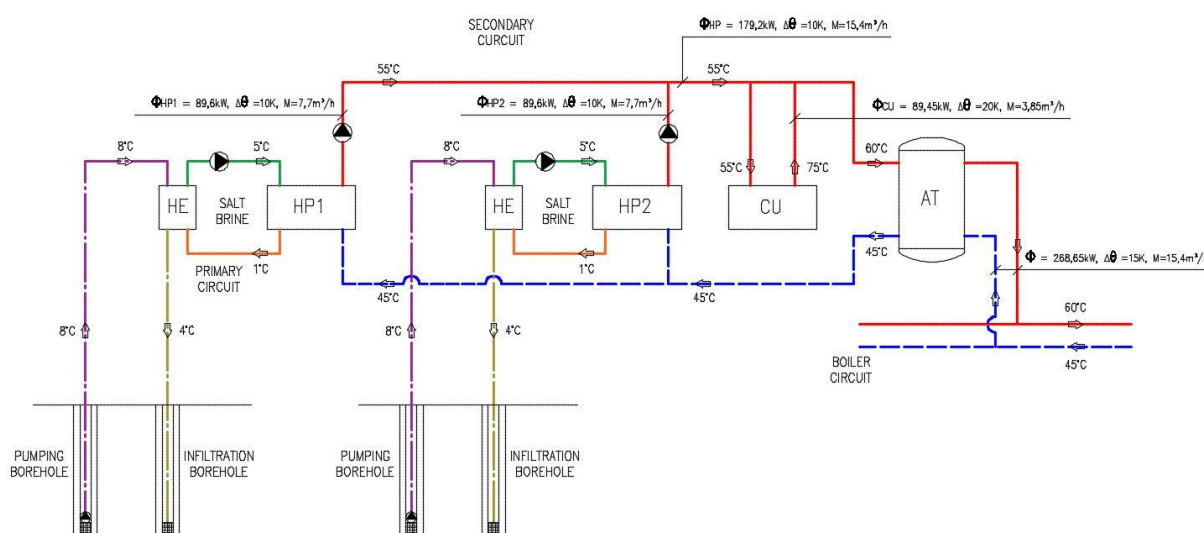 SECONDARY
CURCUIT
ΦHP = 179,2kW, Δθ =10K, M=15,4m³/h
55°C
55°C
ΦHP1 = 89,6kW, Δθ =10K, M=7,7m³/h
ΦHP2 = 89,6kW, Δθ =10K, M=7,7m³/h
ΦCU = 89,45kW, Δθ =20K, M=3,85m³/h
8°C
5°C
8°C
5°C
60°C
55°C
75°C
HE
SALT
BRINE
HP1
HE
SALT
BRINE
HP2
CU
AT
1°C
1°C
45°C
PRIMARY
CIRCUIT
Φ = 268,65kW, Δθ =15K, M=15,4m³/
45°C
45°C
8°C
4°C
8°C
4°C
60°C
BOILER
CIRCUIT
45°C
PUMPING
BOREHOLE
INFILTRATION
BOREHOLE
PUMPING
BOREHOLE
INFILTRATION
BOREHOLE